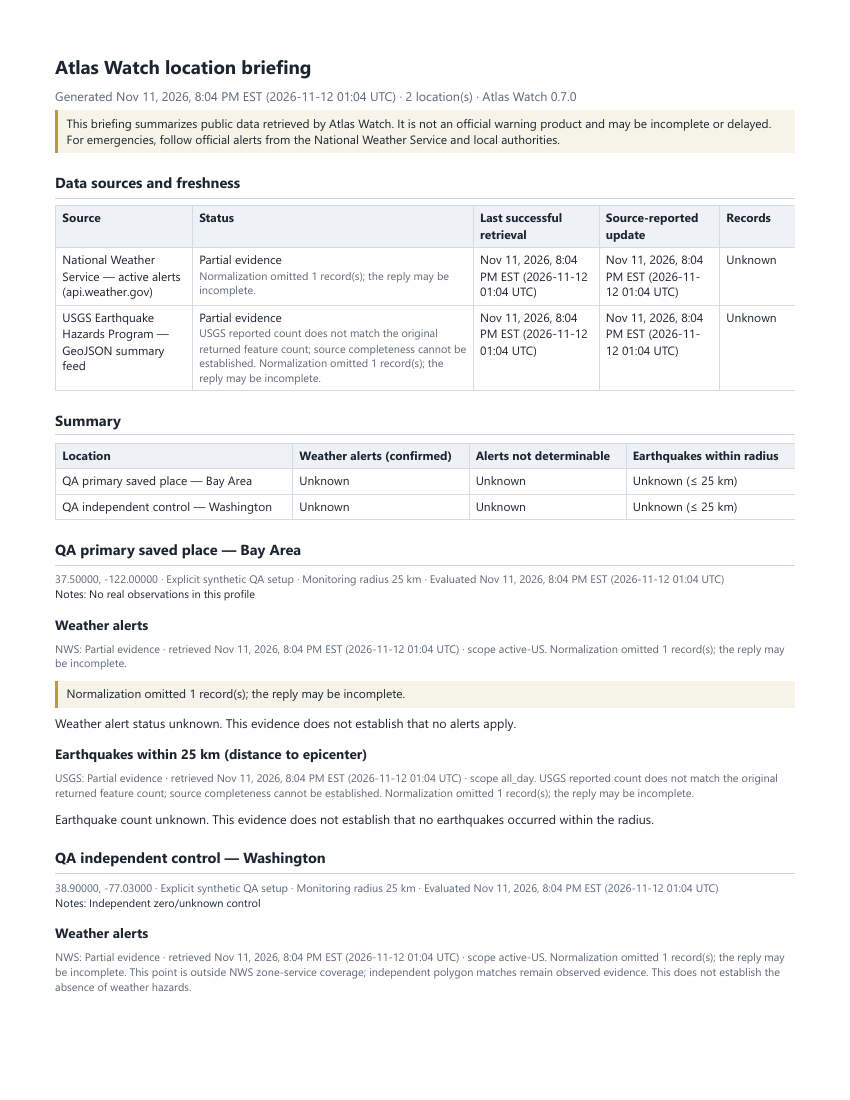 Atlas Watch location briefing
Generated Nov 11, 2026, 8:04 PM EST (2026-11-12 01:04 UTC) · 2 location(s) · Atlas Watch 0.7.0
This briefing summarizes public data retrieved by Atlas Watch. It is not an official warning product and may be incomplete or delayed.
For emergencies, follow official alerts from the National Weather Service and local authorities.
Data sources and freshness
Source
Status
Last successful
retrieval
Source-reported
update
Records
National Weather
Service — active alerts
(api.weather.gov)
Partial evidence
Normalization omitted 1 record(s); the reply may be
incomplete.
Nov 11, 2026, 8:04
PM EST (2026-11-12
01:04 UTC)
Nov 11, 2026, 8:04
PM EST (2026-11-
12 01:04 UTC)
Unknown
USGS Earthquake
Hazards Program —
GeoJSON summary
feed
Partial evidence
USGS reported count does not match the original
returned feature count; source completeness cannot be
established. Normalization omitted 1 record(s); the
reply may be incomplete.
Nov 11, 2026, 8:04
PM EST (2026-11-12
01:04 UTC)
Nov 11, 2026, 8:04
PM EST (2026-11-
12 01:04 UTC)
Unknown
Summary
Location Weather alerts (confirmed) Alerts not determinable Earthquakes within radius
QA primary saved place — Bay Area Unknown Unknown Unknown (≤ 25 km)
QA independent control — Washington Unknown Unknown Unknown (≤ 25 km)
QA primary saved place — Bay Area
37.50000, -122.00000 · Explicit synthetic QA setup · Monitoring radius 25 km · Evaluated Nov 11, 2026, 8:04 PM EST (2026-11-12 01:04 UTC)
Notes: No real observations in this profile
Weather alerts
NWS: Partial evidence · retrieved Nov 11, 2026, 8:04 PM EST (2026-11-12 01:04 UTC) · scope active-US. Normalization omitted 1 record(s); the reply may
be incomplete.
Normalization omitted 1 record(s); the reply may be incomplete.
Weather alert status unknown. This evidence does not establish that no alerts apply.
Earthquakes within 25 km (distance to epicenter)
USGS: Partial evidence · retrieved Nov 11, 2026, 8:04 PM EST (2026-11-12 01:04 UTC) · scope all_day. USGS reported count does not match the original
returned feature count; source completeness cannot be established. Normalization omitted 1 record(s); the reply may be incomplete.
Earthquake count unknown. This evidence does not establish that no earthquakes occurred within the radius.
QA independent control — Washington
38.90000, -77.03000 · Explicit synthetic QA setup · Monitoring radius 25 km · Evaluated Nov 11, 2026, 8:04 PM EST (2026-11-12 01:04 UTC)
Notes: Independent zero/unknown control
Weather alerts
NWS: Partial evidence · retrieved Nov 11, 2026, 8:04 PM EST (2026-11-12 01:04 UTC) · scope active-US. Normalization omitted 1 record(s); the reply may
be incomplete. This point is outside NWS zone-service coverage; independent polygon matches remain observed evidence. This does not establish the
absence of weather hazards.